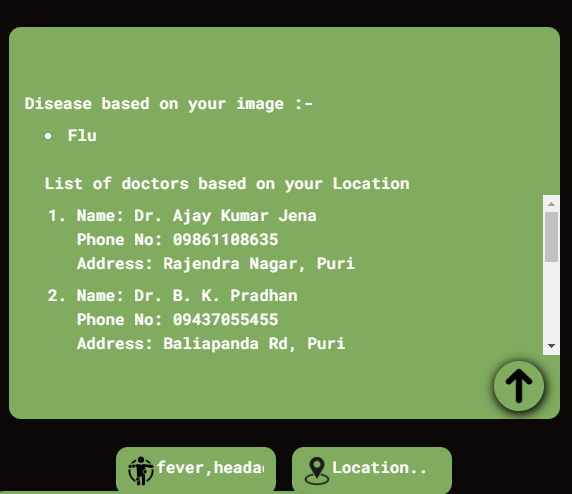 Disease based on your image :-
• Flu
List of doctors based on your Location
1. Name: Dr. Ajay Kumar Jena
Phone No: 09861108635
Address: Rajendra Nagar, Puri
2. Name: Dr. B. K. Pradhan
Phone No: 09437055455
Address: Baliapanda Rd, Puri
fever,heada
Location..